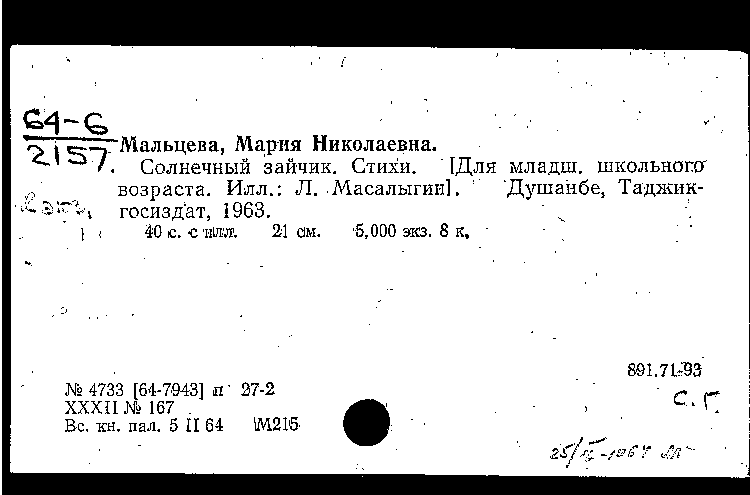 64-6
2157
Мальцева, Мария Николаевна.
Солнечный зайчик. Стихи. [Для младш. школьного
возраста. Илл.: Л. Масалыгин]. Душанбе, Таджик-
госиздат, 1963.
2 экз.
40 с. с илл. 21 см. 5,000 экз. 8 к.
891.71-93
№ 4733 [64-7943] п 27-2
С. Г.
XXXII № 167
Вс. кн. пал. 5 II 64 М215